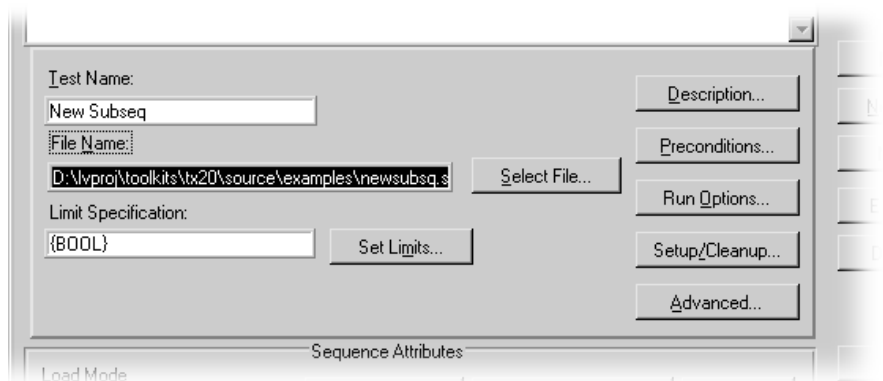 Test Name:
New Subseq
Description...
File Name:
Preconditions...
D:\lvproj\toolkits\tx20\source\examples\newsubsq.s
Select File...
Limit Specification:
Run Options...
{BOOL}
Set Limits...
Setup/Cleanup...
Advanced...
Sequence Attributes
Load Mode